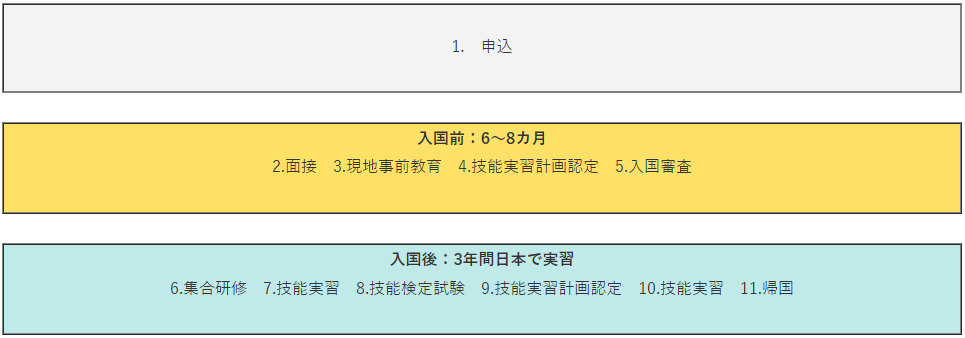 1.　申込
入国前：6～8カ月
2.面接　3.現地事前教育　4.技能実習計画認定　5.入国審査
入国後：3年間日本で実習
6.集合研修　7.技能実習　8.技能検定試験　9.技能実習計画認定　10.技能実習　11.帰国